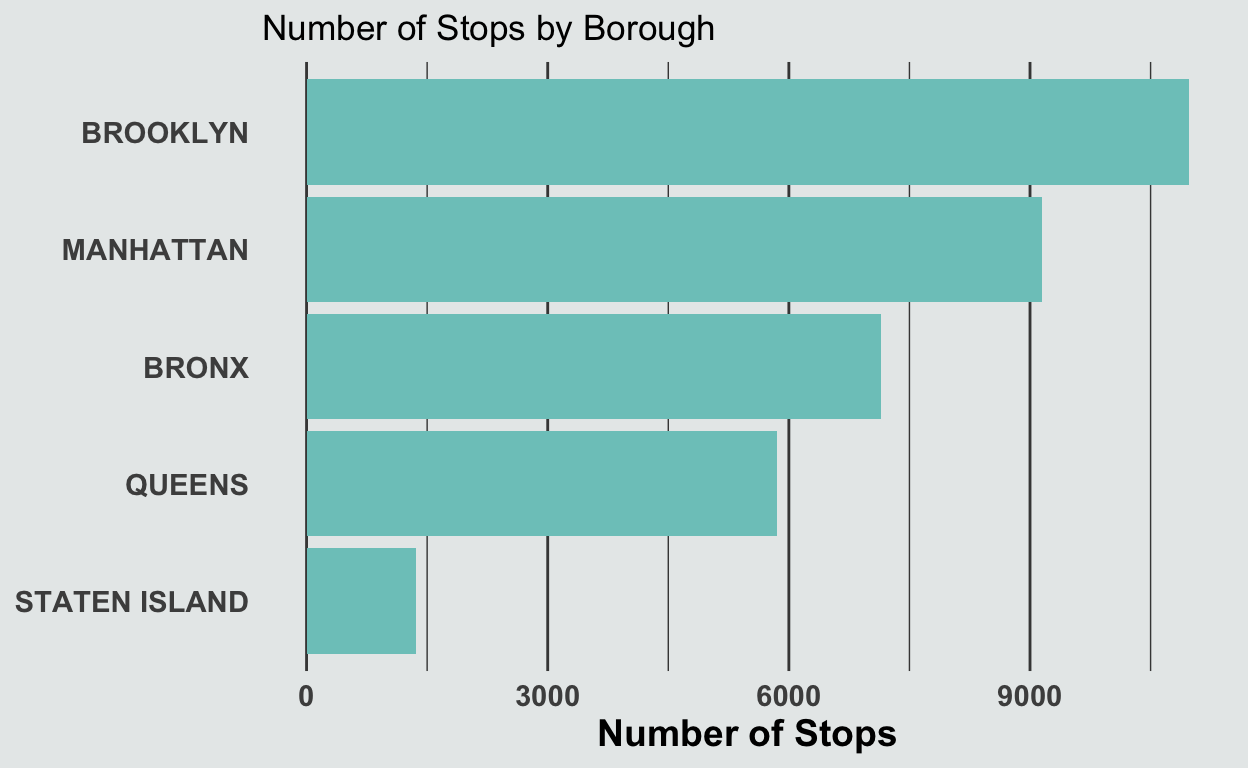 Number of Stops by Borough
BROOKLYN
MANHATTAN
BRONX
QUEENS
STATEN ISLAND
0 3000 6000 9000
Number of Stops